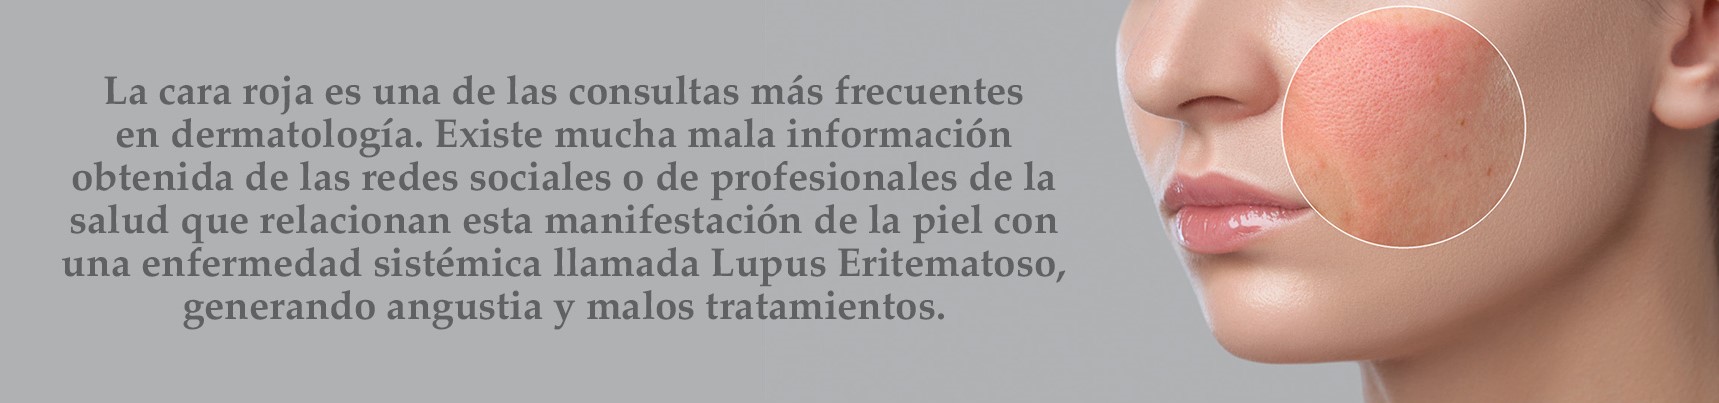 La cara roja es una de las consultas más frecuentes
en dermatología. Existe mucha mala información
obtenida de las redes sociales o de profesionales de la
salud que relacionan esta manifestación de la piel con
una enfermedad sistémica llamada Lupus Eritematoso,
generando angustia y malos tratamientos.